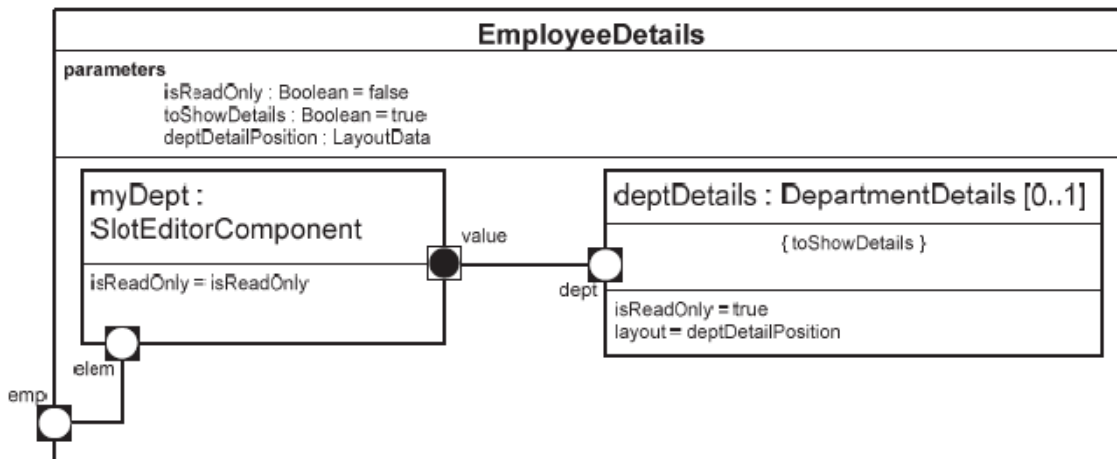 EmployeeDetails
parameters
isReadOnly : Boolean = false
toShowDetails : Boolean = true
deptDetailPosition : LayoutData
myDept :
SlotEditorComponent
isReadOnly = isReadOnly
value
deptDetails : DepartmentDetails [0..1]
{ toShowDetails }
dept
isReadOnly = true
layout = deptDetailPosition
elem
emp